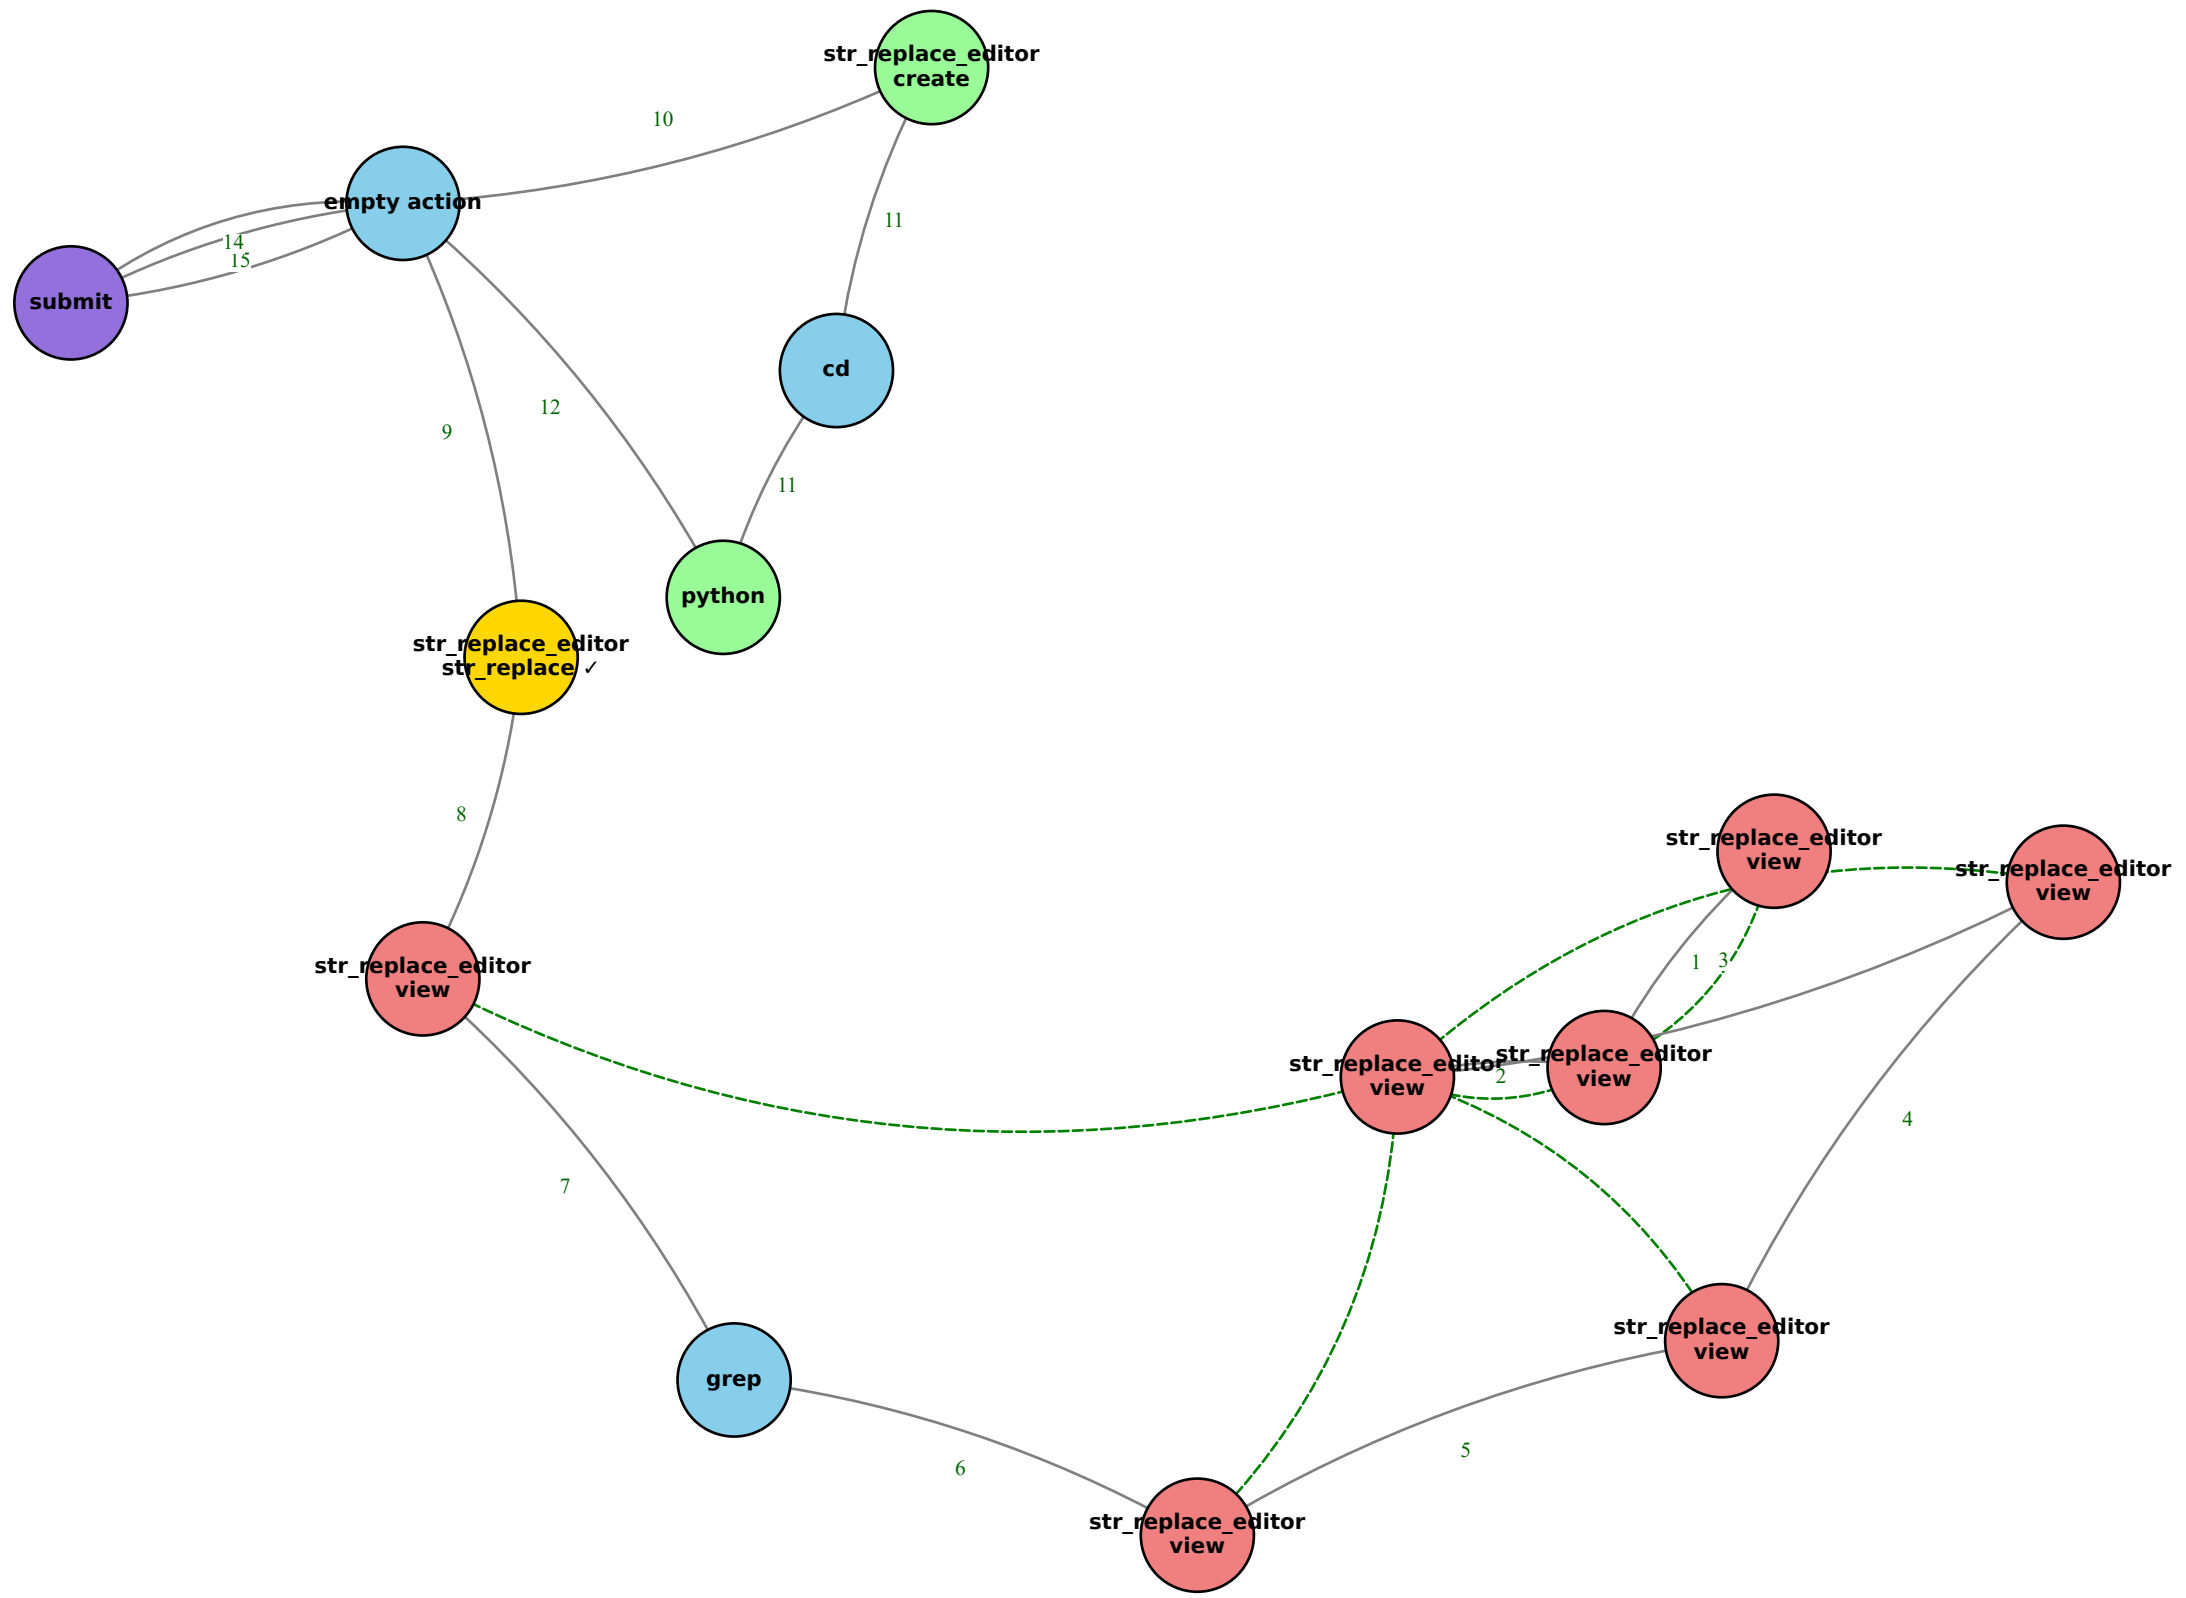 str_replace_editor
create
10
empty action
11
14
15
submit
cd
9
12
11
python
str_replace_editor
str_replace ✓
8
str_replace_editor
view
str_replace_editor
view
str_replace_editor
view
1
3
str_replace_editor
view
2
str_replace_editor
view
4
7
str_replace_editor
view
grep
5
6
str_replace_editor
view